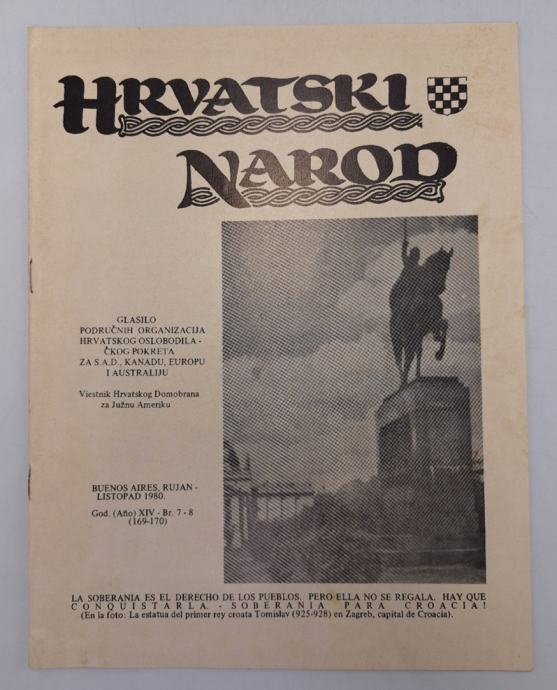 HRVATSKI
NAROD
GLASILO
PODRUČNIH ORGANIZACIJA
HRVATSKOG OSLOBODILA -
ČKOG POKRETA
ZA S.A.D., KANADU, EUROPU
I AUSTRALIJU
Viestnik Hrvatskog Domobrana
za Južnu Ameriku
BUENOS AIRES, RUJAN -
LISTOPAD 1980.
God. (Año) XIV - Br. 7 - 8
(169-170)
LA SOBERANIA ES EL DERECHO DE LOS PUEBLOS. PERO ELLA NO SE REGALA. HAY QUE
CONQUISTARLA. - SOBERANIA PARA CROACIA!
(En la foto: La estatua del primer rey croata Tomislav (925-928) en Zagreb, capital de Croacia).